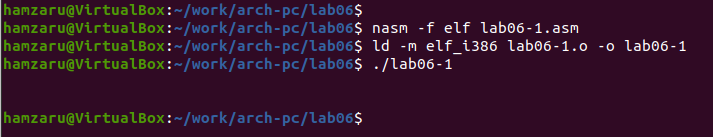 hamzaru@VirtualBox:~/work/arch-pc/lab06$
hamzaru@VirtualBox:~/work/arch-pc/lab06$ nasm -f elf lab06-1.asm
hamzaru@VirtualBox:~/work/arch-pc/lab06$ ld -m elf_i386 lab06-1.o -o lab06-1
hamzaru@VirtualBox:~/work/arch-pc/lab06$ ./lab06-1
hamzaru@VirtualBox:~/work/arch-pc/lab06$